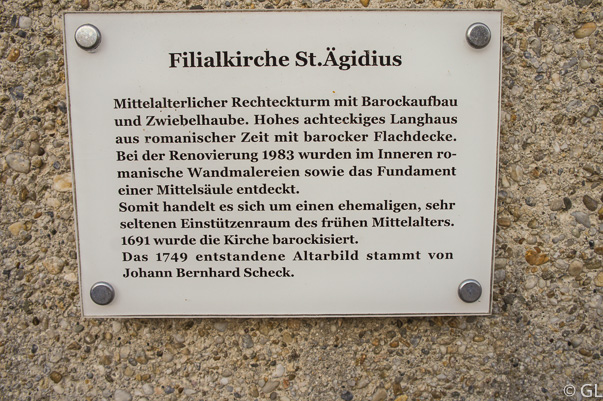 Filialkirche St.Ägidius
Mittelalterlicher Rechteckturm mit Barockaufbau
und Zwiebelhaube. Hohes achteckiges Langhaus
aus romanischer Zeit mit barocker Flachdecke.
Bei der Renovierung 1983 wurden im Inneren ro-
manische Wandmalereien sowie das Fundament
einer Mittelsäule entdeckt.
Somit handelt es sich um einen ehemaligen, sehr
seltenen Einstützenraum des frühen Mittelalters.
1691 wurde die Kirche barockisiert.
Das 1749 entstandene Altarbild stammt von
Johann Bernhard Scheck.
© GL